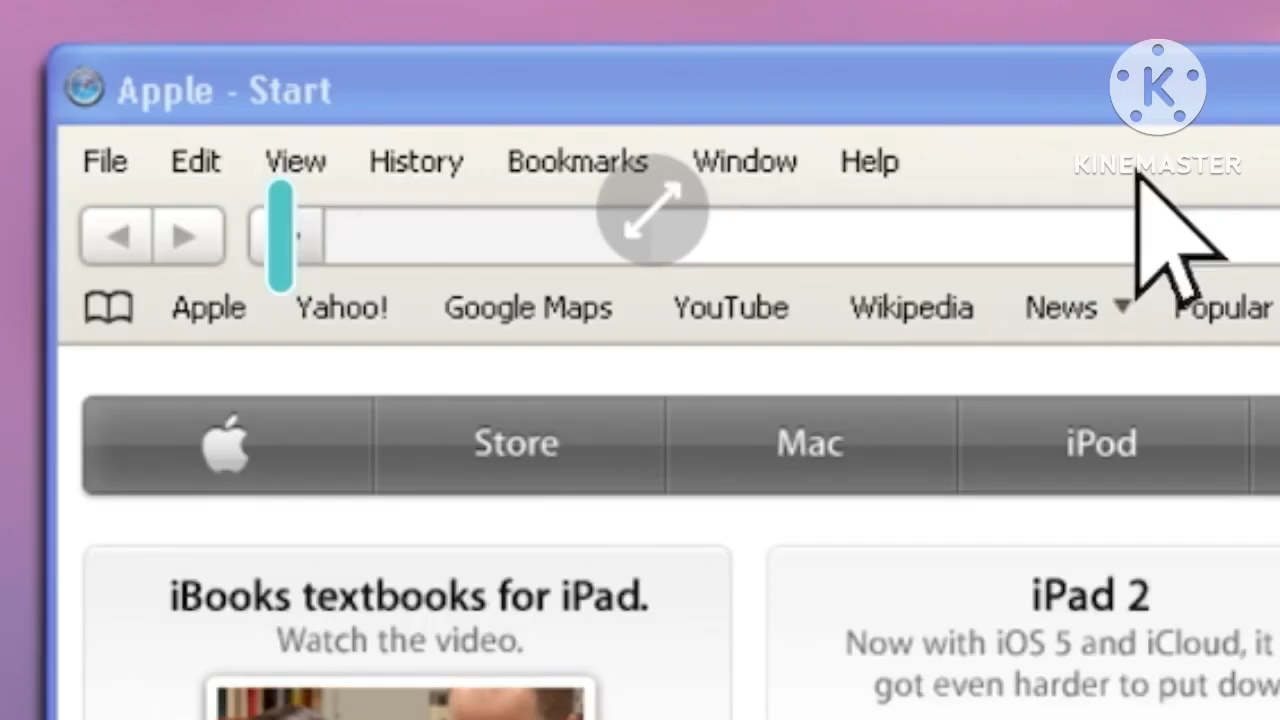 Apple - Start
K
KINEMASTER
File Edit View History Bookmarks Window Help
Apple Yahoo! Google Maps YouTube Wikipedia News Popular
Store Mac iPod
iBooks textbooks for iPad.
Watch the video.
iPad 2
Now with iOS 5 and iCloud, it
got even harder to put dow